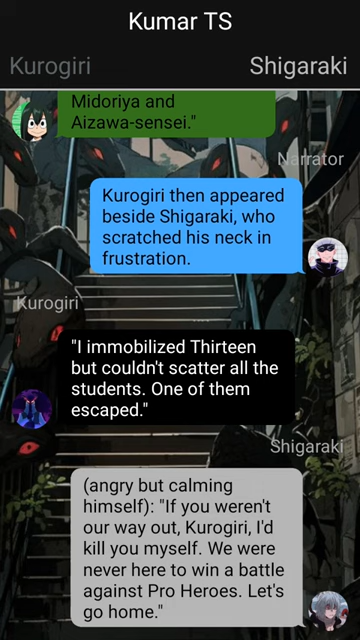 Kumar TS
Kurogiri
Shigaraki
Midoriya and
Aizawa-sensei."
Narrator
Kurogiri then appeared
beside Shigaraki, who
scratched his neck in
frustration.
Kurogiri
"I immobilized Thirteen
but couldn't scatter all the
students. One of them
escaped."
Shigaraki
(angry but calming
himself): "If you weren't
our way out, Kurogiri, I'd
kill you myself. We were
never here to win a battle
against Pro Heroes. Let's
go home."